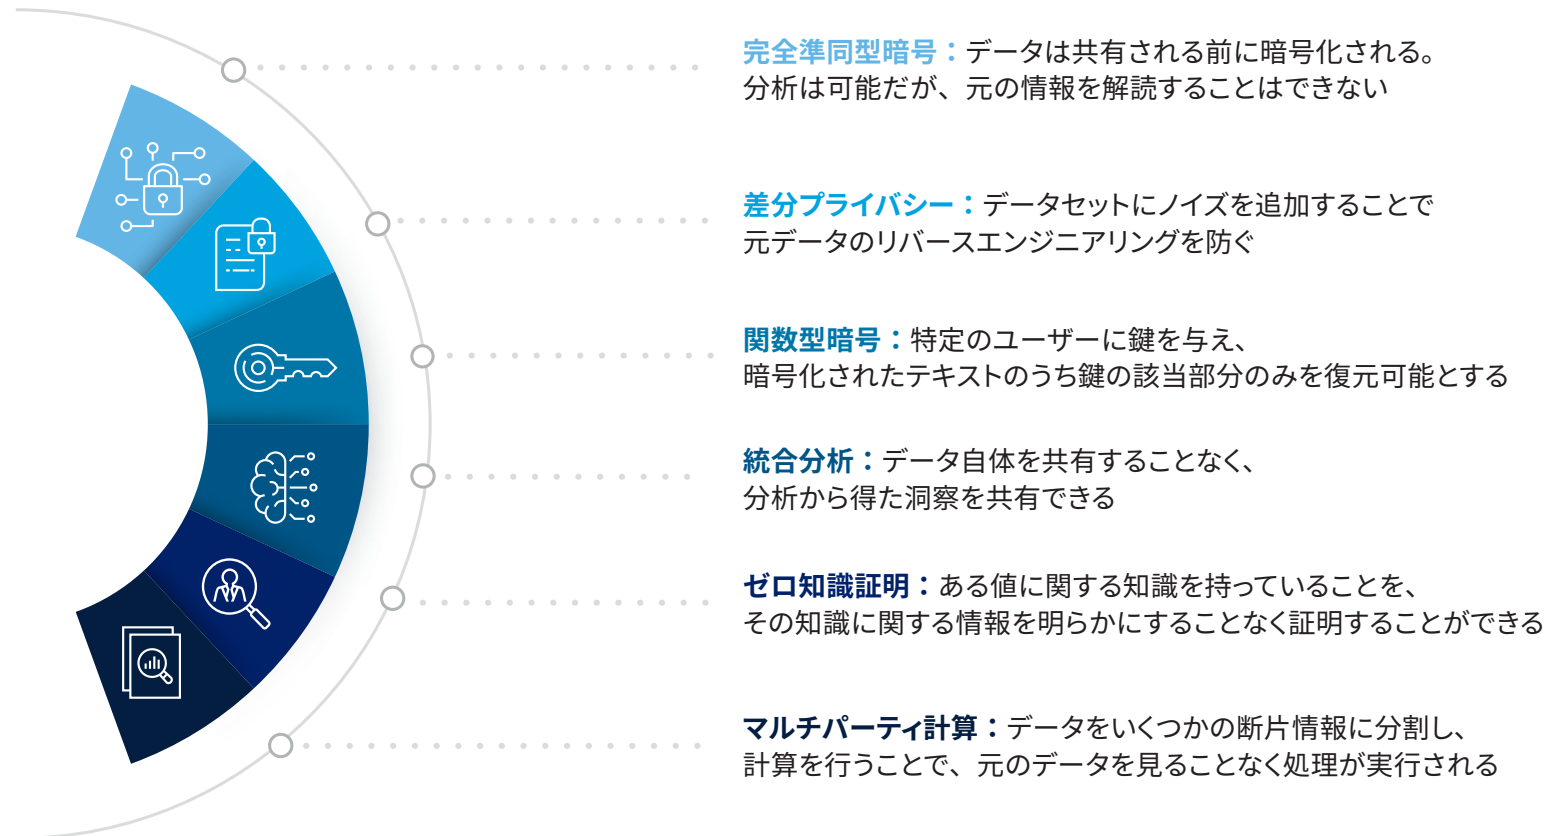 完全準同型暗号：データは共有される前に暗号化される。
分析は可能だが、元の情報を解読することはできない
差分プライバシー：データセットにノイズを追加することで
元データのリバースエンジニアリングを防ぐ
関数型暗号：特定のユーザーに鍵を与え、
暗号化されたテキストのうち鍵の該当部分のみを復元可能とする
統合分析：データ自体を共有することなく、
分析から得た洞察を共有できる
ゼロ知識証明：ある値に関する知識を持っていることを、
その知識に関する情報を明らかにすることなく証明することができる
マルチパーティ計算：データをいくつかの断片情報に分割し、
計算を行うことで、元のデータを見ることなく処理が実行される